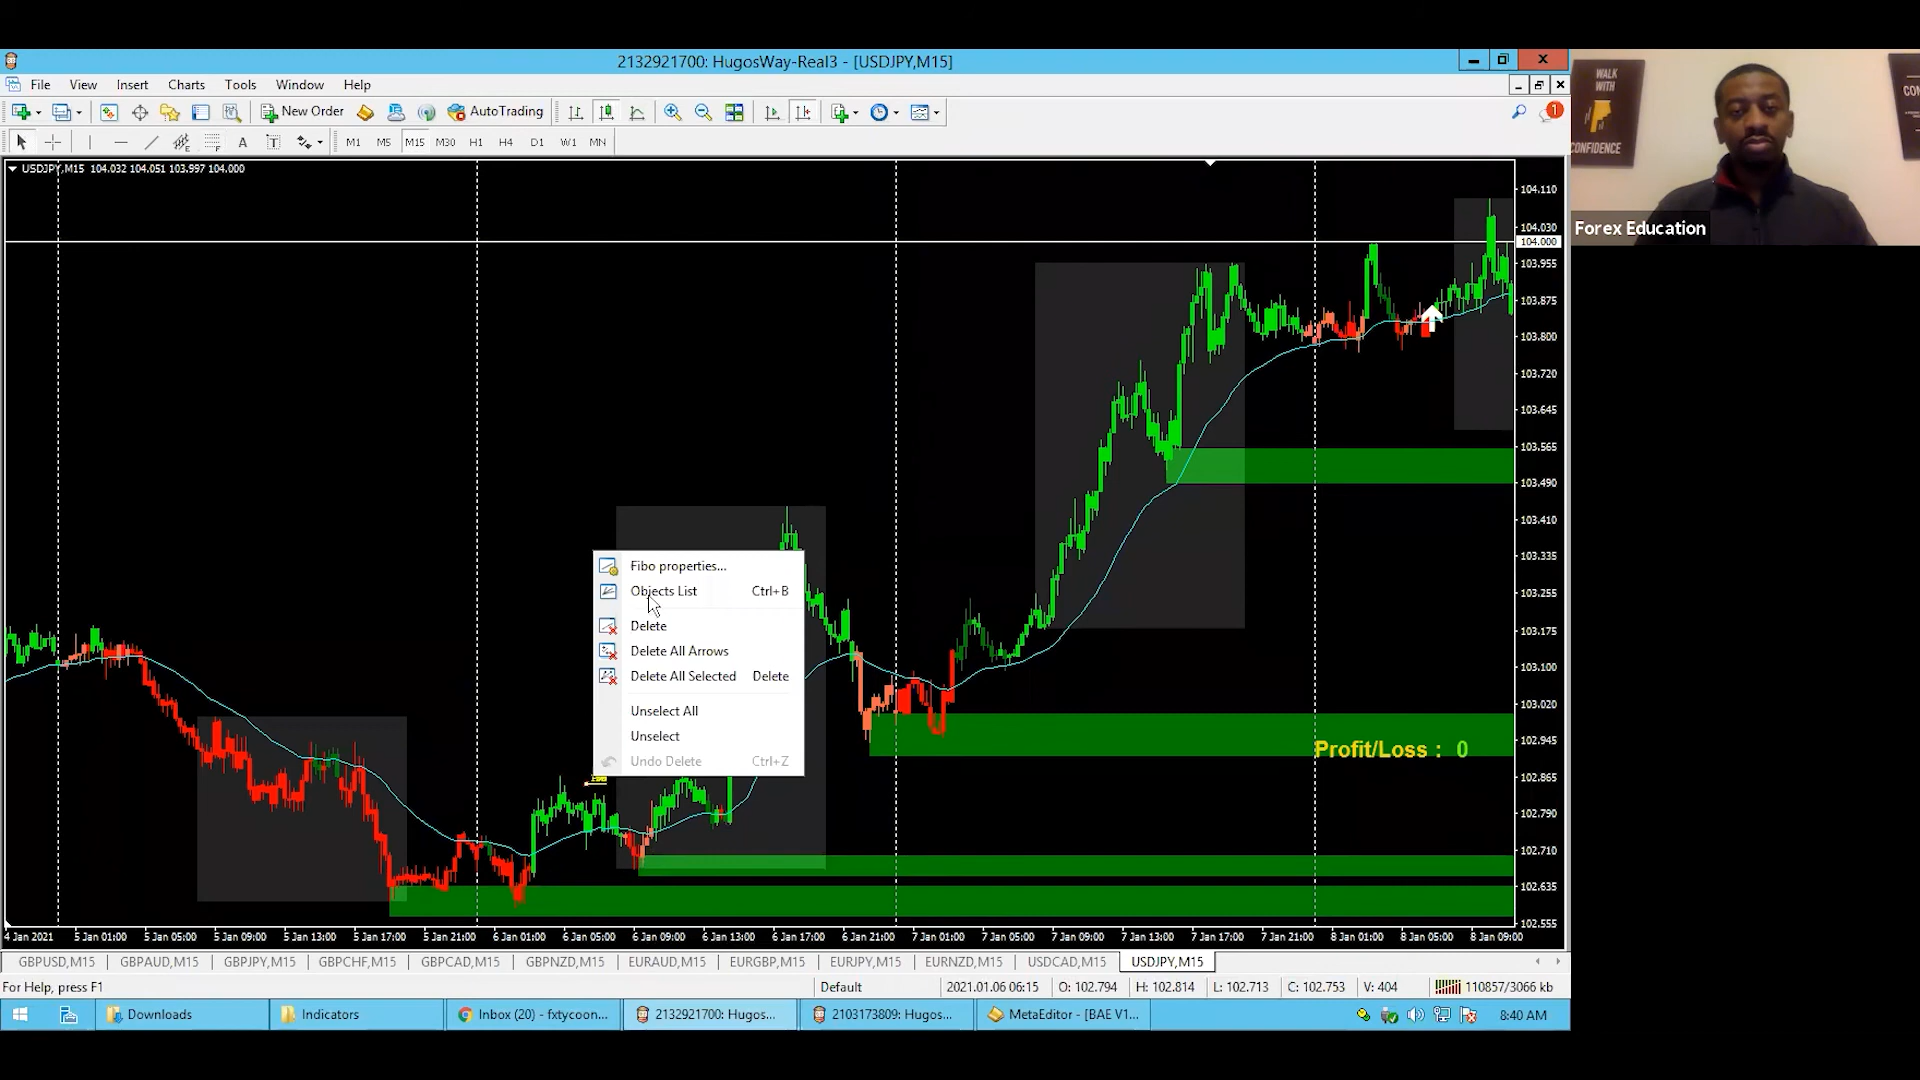 2132921700: HugosWay-Real3 - [USDJPY,M15]
File View Insert Charts Tools Window Help
New Order AutoTrading 1
A T M1 M5 M15 M30 H1 H4 D1 W1 MN
USDJPY,M15 104.032 104.051 103.997 104.000
WALK
WITH
CONFIDENCE
CON
Forex Education
104.110
104.030
104.000
103.955
103.875
103.800
103.720
103.645
103.565
103.490
103.410
103.335
103.255
103.175
103.100
103.020
102.945
102.865
102.790
102.710
102.635
102.555
Fibo properties...
Objects List Ctrl+B
Delete
Delete All Arrows
Delete All Selected Delete
Unselect All
Unselect
Undo Delete Ctrl+Z
Profit/Loss : 0
4 Jan 2021 5 Jan 01:00 5 Jan 05:00 5 Jan 09:00 5 Jan 13:00 5 Jan 17:00 5 Jan 21:00 6 Jan 01:00 6 Jan 05:00 6 Jan 09:00 6 Jan 13:00 6 Jan 17:00 6 Jan 21:00 7 Jan 01:00 7 Jan 05:00 7 Jan 09:00 7 Jan 13:00 7 Jan 17:00 7 Jan 21:00 8 Jan 01:00 8 Jan 05:00 8 Jan 09:00
GBPUSD,M15 GBPAUD,M15 GBPJPY,M15 GBPCHF,M15 GBPCAD,M15 GBPNZD,M15 EURAUD,M15 EURGBP,M15 EURJPY,M15 EURNZD,M15 USDCAD,M15 USDJPY,M15
For Help, press F1 Default 2021.01.06 06:15 O: 102.794 H: 102.814 L: 102.713 C: 102.753 V: 404 110857/3066 kb
Downloads Indicators Inbox (20) - fxtycoon... 2132921700: Hugos... 2103173809: Hugos... MetaEditor - [BAE V1... 8:40 AM